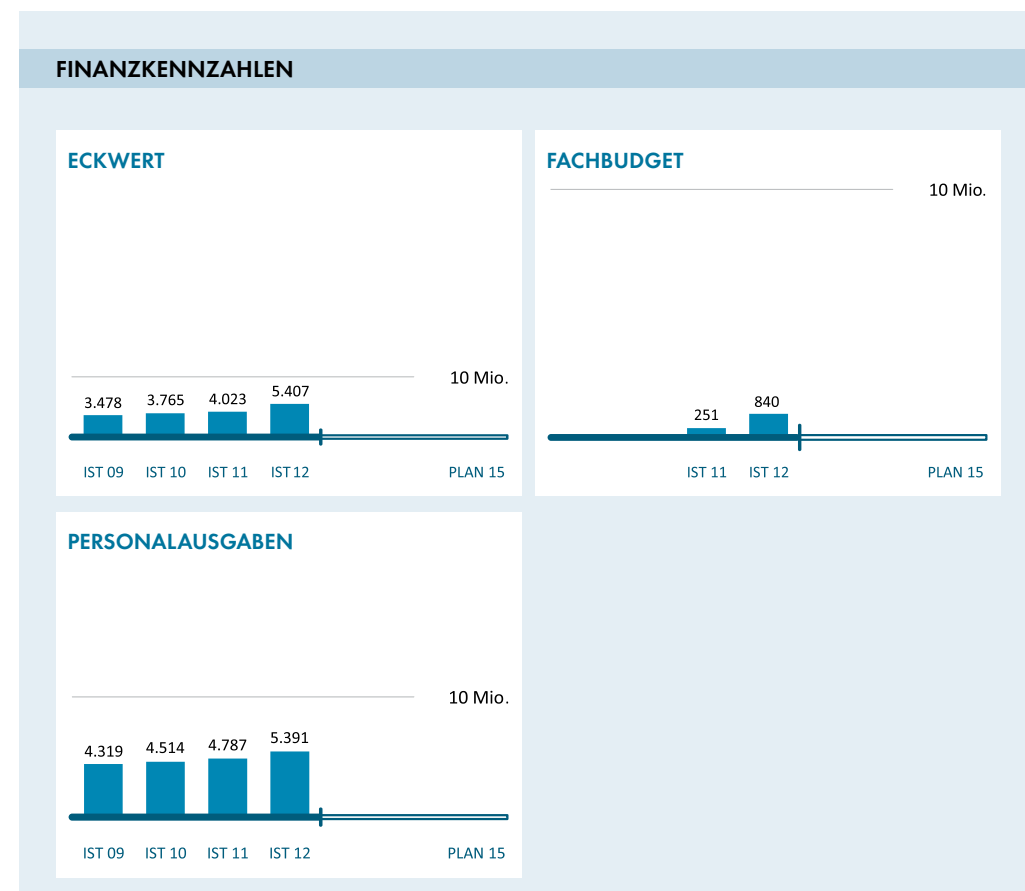 FINANZKENNZAHLEN
ECKWERT
10 Mio.
3.478 3.765 4.023 5.407
IST 09 IST 10 IST 11 IST 12 PLAN 15
FACHBUDGET
10 Mio.
251 840
IST 11 IST 12 PLAN 15
PERSONALAUSGABEN
10 Mio.
4.319 4.514 4.787 5.391
IST 09 IST 10 IST 11 IST 12 PLAN 15